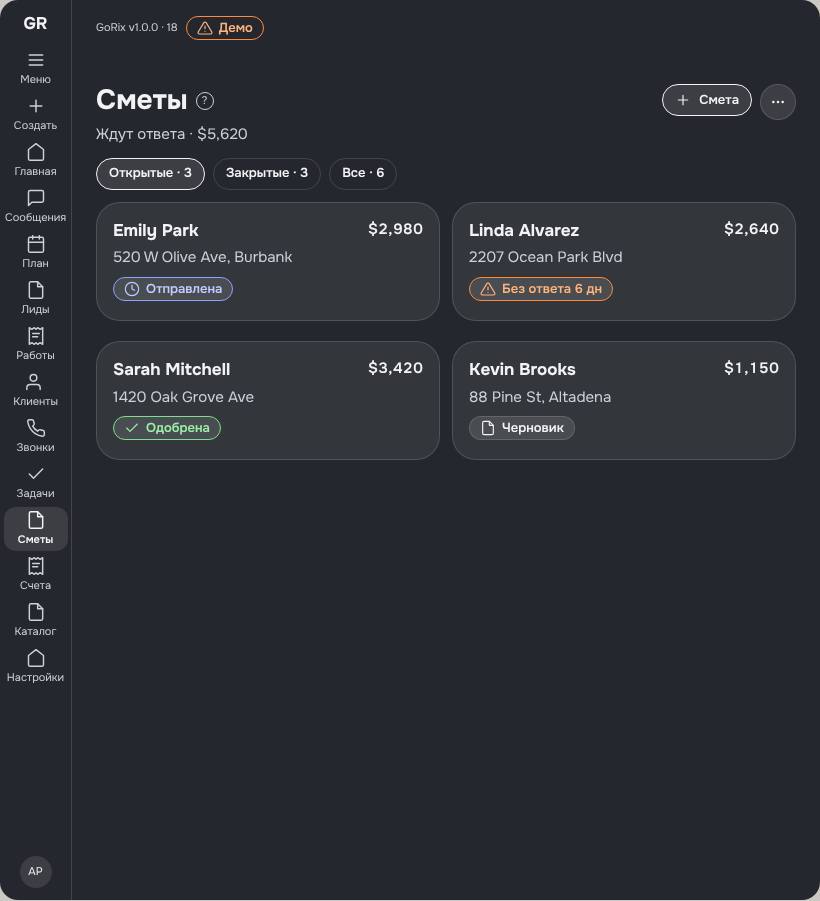 GR
Меню
Создать
Главная
Сообщения
План
Лиды
Работы
Клиенты
Звонки
Задачи
Сметы
Счета
Каталог
Настройки
AP
GoRix v1.0.0 · 18
Демо
Сметы ?
+ Смета ...
Ждут ответа · $5,620
Открытые · 3 Закрытые · 3 Все · 6
Emily Park $2,980
520 W Olive Ave, Burbank
Отправлена
Linda Alvarez $2,640
2207 Ocean Park Blvd
Без ответа 6 дн
Sarah Mitchell $3,420
1420 Oak Grove Ave
Одобрена
Kevin Brooks $1,150
88 Pine St, Altadena
Черновик